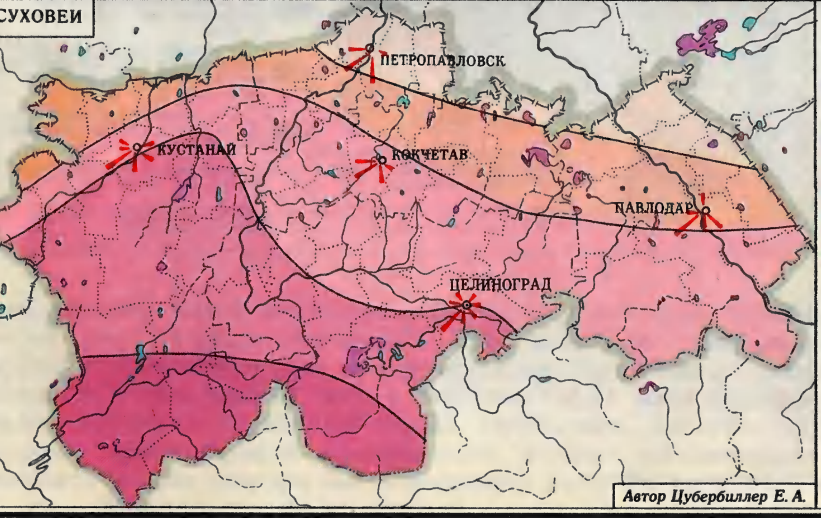 СУХОВЕИ
ПЕТРОПАВЛОВСК
КУСТАНАЙ
КОКЧЕТАВ
ПАВЛОДАР
ЦЕЛИНОГРАД
Автор Цубербиллер Е. А.